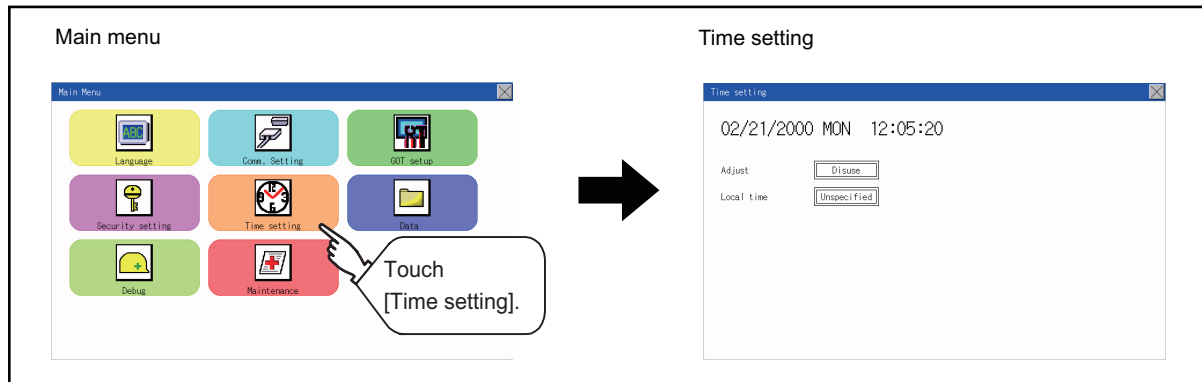 Main menu
Time setting
Main Menu
ABC
Language
Comm. Setting
GOT setup
Security setting
Time setting
Data
Debug
Maintenance
Touch
[Time setting].
Time setting
02/21/2000 MON 12:05:20
Adjust Disuse
Local time Unspecified